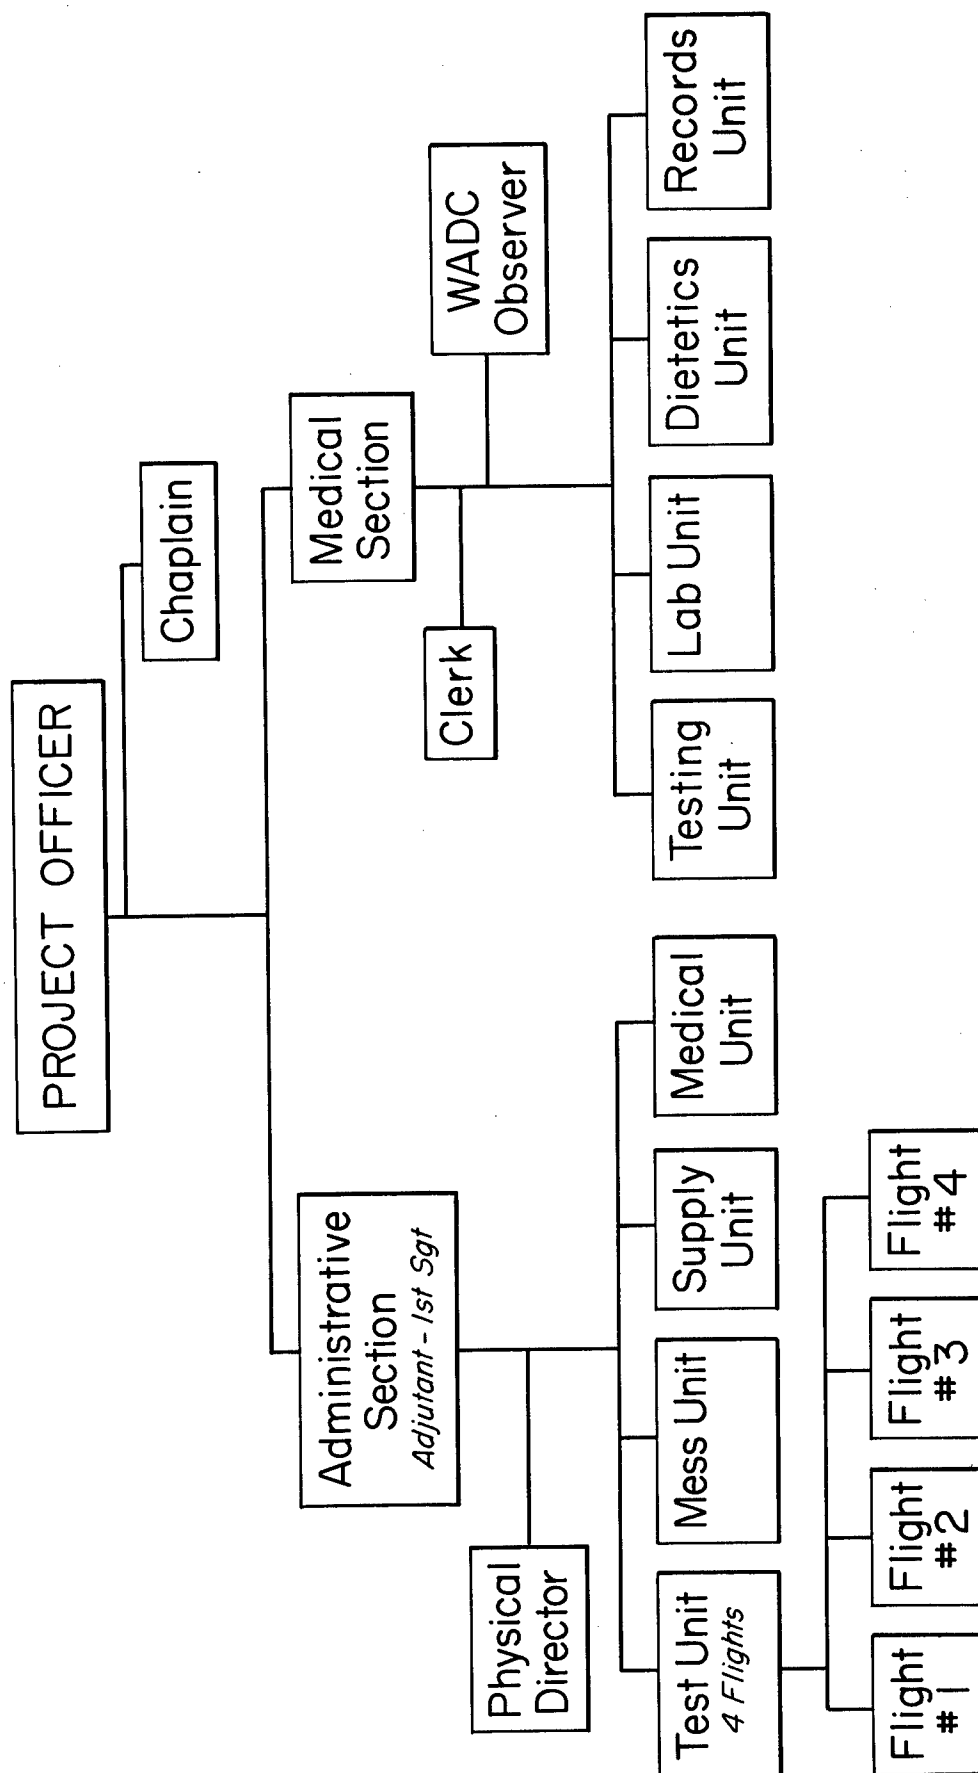 PROJECT OFFICER
Chaplain
Administrative
Section
Adjutant - 1st Sgt
Medical
Section
Physical
Director
Clerk
WADC
Observer
Test Unit
4 Flights
Mess Unit
Supply
Unit
Medical
Unit
Testing
Unit
Lab Unit
Dietetics
Unit
Records
Unit
Flight
#1
Flight
#2
Flight
#3
Flight
#4